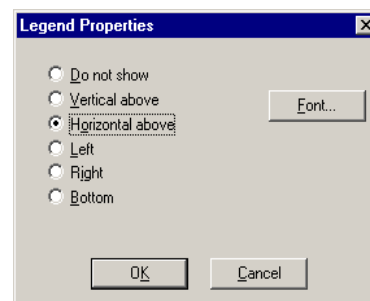 Legend Properties
Do not show
Vertical above
Font...
Horizontal above
Left
Right
Bottom
OK
Cancel